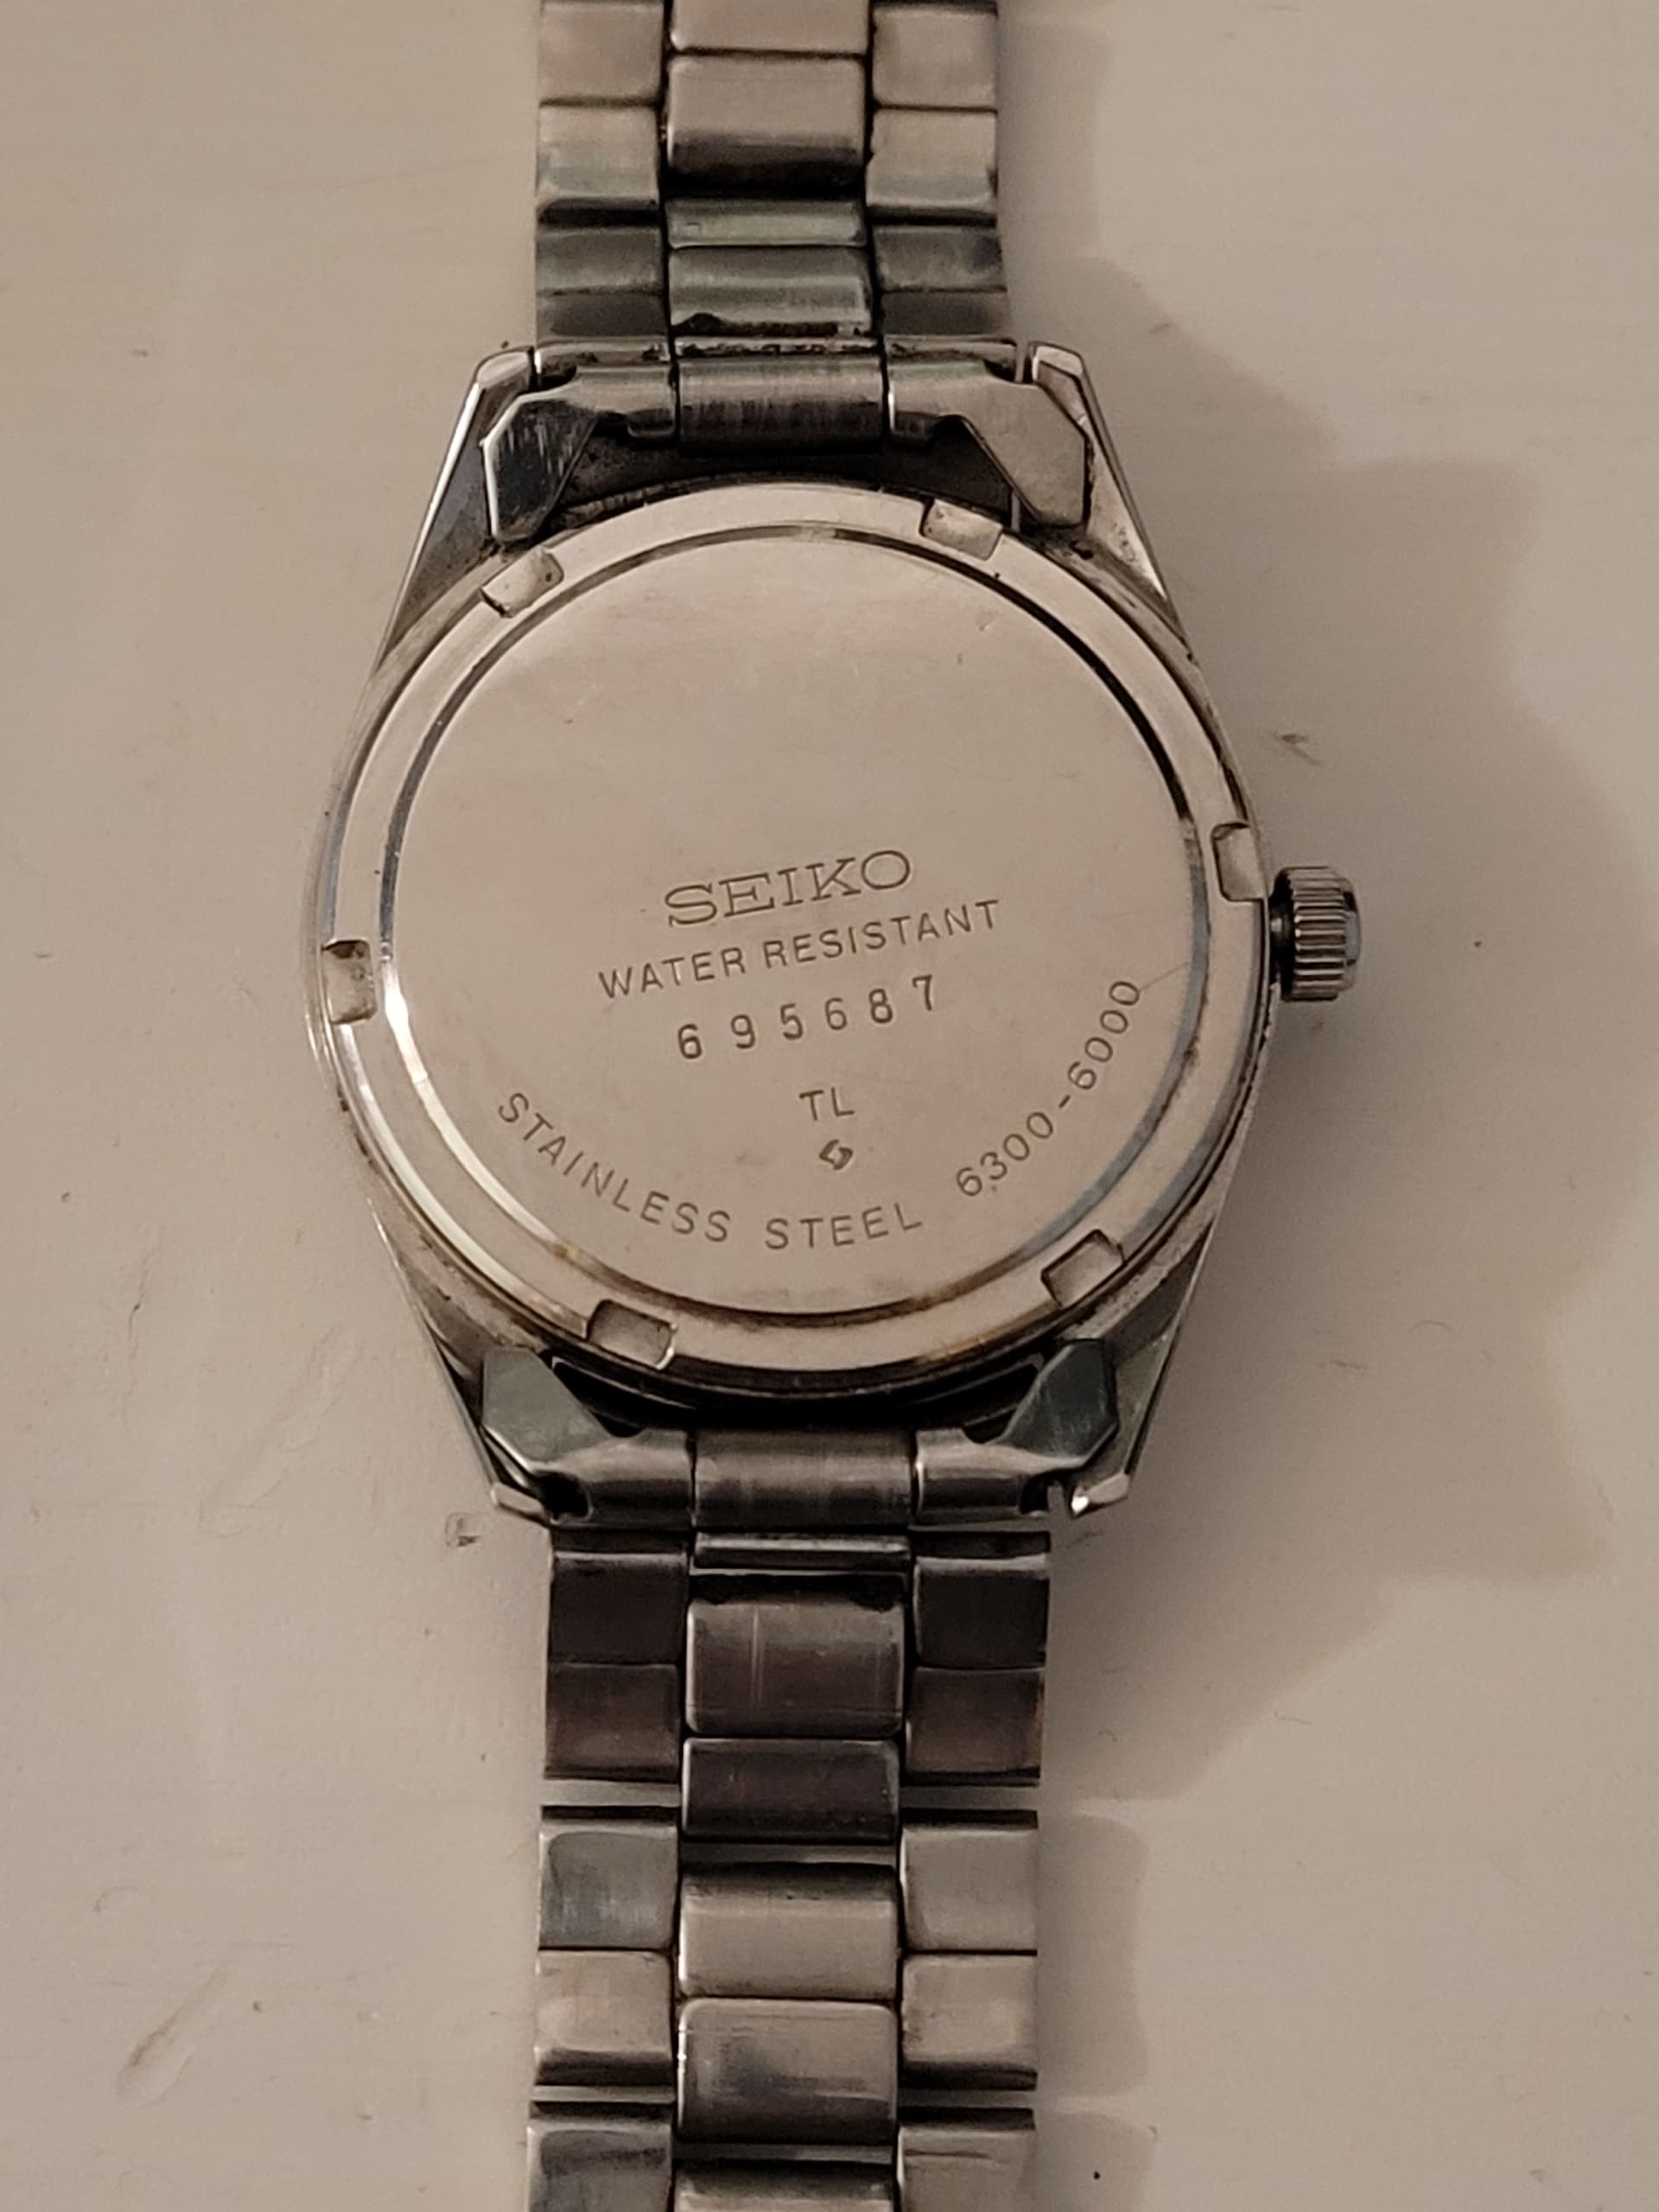 SEIKO
WATER RESISTANT
695687
TL
STAINLESS STEEL 6300-6000